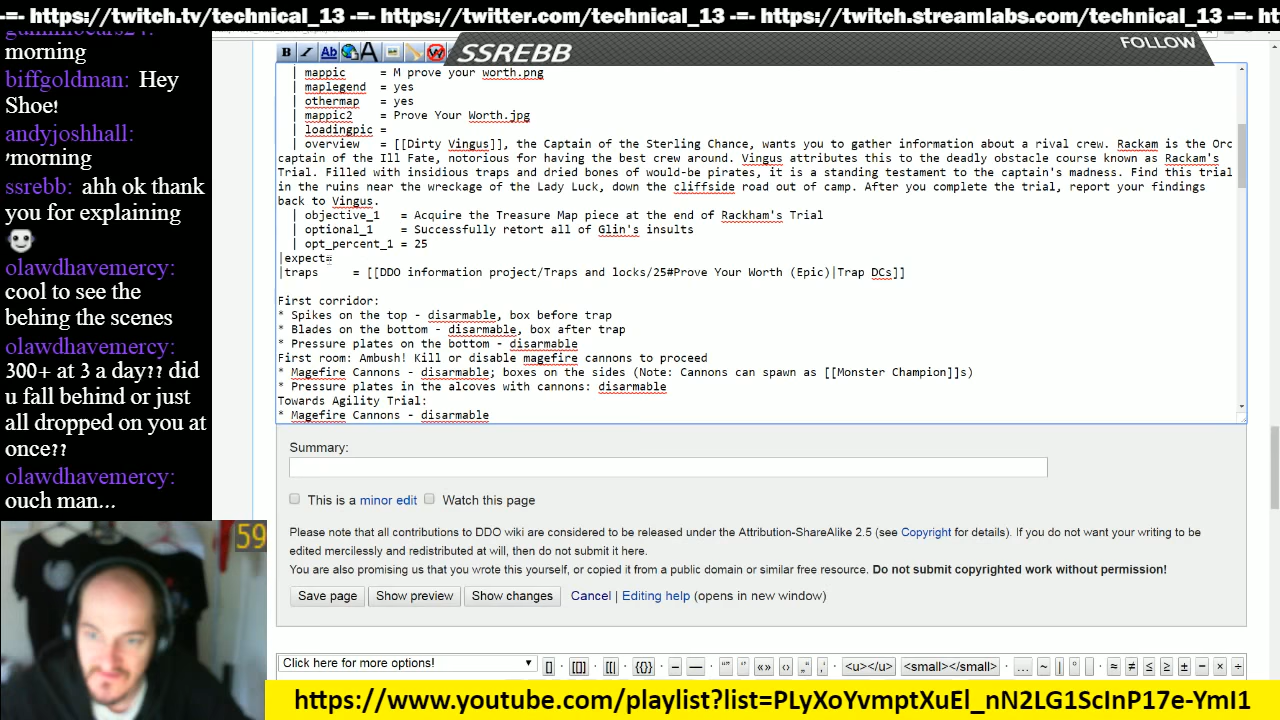 -=- https://twitch.tv/technical_13 -=- https://twitter.com/technical_13 -=- https://twitch.streamlabs.com/technical_13 -=- http
SSREBB
FOLLOW
morning
biffgoldman: Hey
Shoe!
andyjoshhall:
'morning
ssrebb: ahh ok thank
you for explaining
olawdhavemercy:
cool to see the
behing the scenes
olawdhavemercy:
300+ at 3 a day?? did
u fall behind or just
all dropped on you at
once??
olawdhavemercy:
ouch man...
59
B I Ab A W
| mappic = M prove your worth.png
| maplegend = yes
| othermap = yes
| mappic2 = Prove Your Worth.jpg
| loadingpic =
| overview = [[Dirty Vingus]], the Captain of the Sterling Chance, wants you to gather information about a rival crew. Rackam is the Orc
captain of the Ill Fate, notorious for having the best crew around. Vingus attributes this to the deadly obstacle course known as Rackam's
Trial. Filled with insidious traps and dried bones of would-be pirates, it is a standing testament to the captain's madness. Find this trial
in the ruins near the wreckage of the Lady Luck, down the cliffside road out of camp. After you complete the trial, report your findings
back to Vingus.
| objective_1 = Acquire the Treasure Map piece at the end of Rackham's Trial
| optional_1 = Successfully retort all of Glin's insults
| opt_percent_1 = 25
|expect=
|traps = [[DDO information project/Traps and locks/25#Prove Your Worth (Epic)|Trap DCs]]
First corridor:
* Spikes on the top - disarmable, box before trap
* Blades on the bottom - disarmable, box after trap
* Pressure plates on the bottom - disarmable
First room: Ambush! Kill or disable magefire cannons to proceed
* Magefire Cannons - disarmable; boxes on the sides (Note: Cannons can spawn as [[Monster Champion]]s)
* Pressure plates in the alcoves with cannons: disarmable
Towards Agility Trial:
* Magefire Cannons - disarmable
Summary:
This is a minor edit Watch this page
Please note that all contributions to DDO wiki are considered to be released under the Attribution-ShareAlike 2.5 (see Copyright for details). If you do not want your writing to be
edited mercilessly and redistributed at will, then do not submit it here.
You are also promising us that you wrote this yourself, or copied it from a public domain or similar free resource. Do not submit copyrighted work without permission!
Save page Show preview Show changes Cancel | Editing help (opens in new window)
Click here for more options! [] · [[]] · [[| · {{}} · – — · “” ‘’ «» ‹› „“ ‚‘ · <u></u> · <small></small> · … ~ | ° · ≈ ≠ ≤ ≥ ± − × ÷
https://www.youtube.com/playlist?list=PLyXoYvmptXuEl_nN2LG1ScInP17e-YmI1